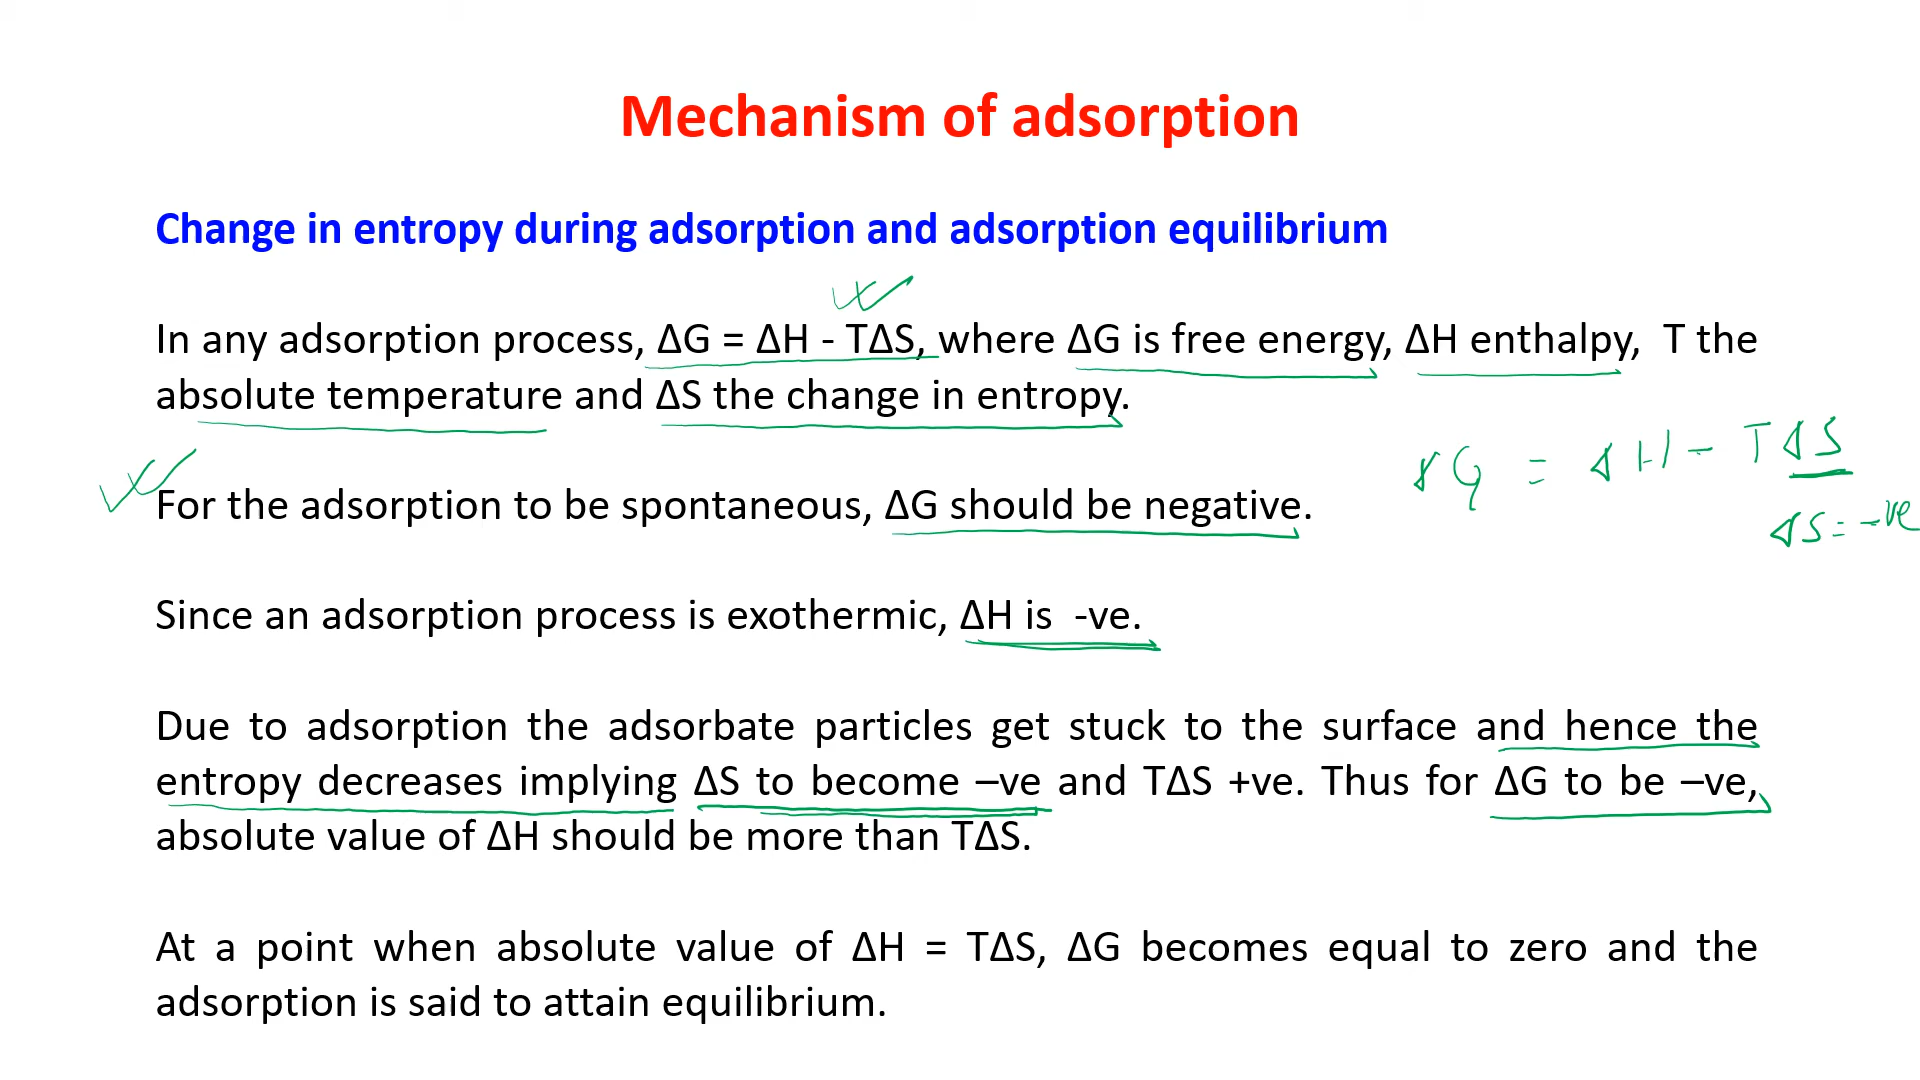 Mechanism of adsorption
Change in entropy during adsorption and adsorption equilibrium
In any adsorption process, ΔG = ΔH - TΔS, where ΔG is free energy, ΔH enthalpy, T the
absolute temperature and ΔS the change in entropy.
ΔG = ΔH - TΔS
For the adsorption to be spontaneous, ΔG should be negative.
ΔS = -ve
Since an adsorption process is exothermic, ΔH is -ve.
Due to adsorption the adsorbate particles get stuck to the surface and hence the
entropy decreases implying ΔS to become –ve and TΔS +ve. Thus for ΔG to be –ve,
absolute value of ΔH should be more than TΔS.
At a point when absolute value of ΔH = TΔS, ΔG becomes equal to zero and the
adsorption is said to attain equilibrium.